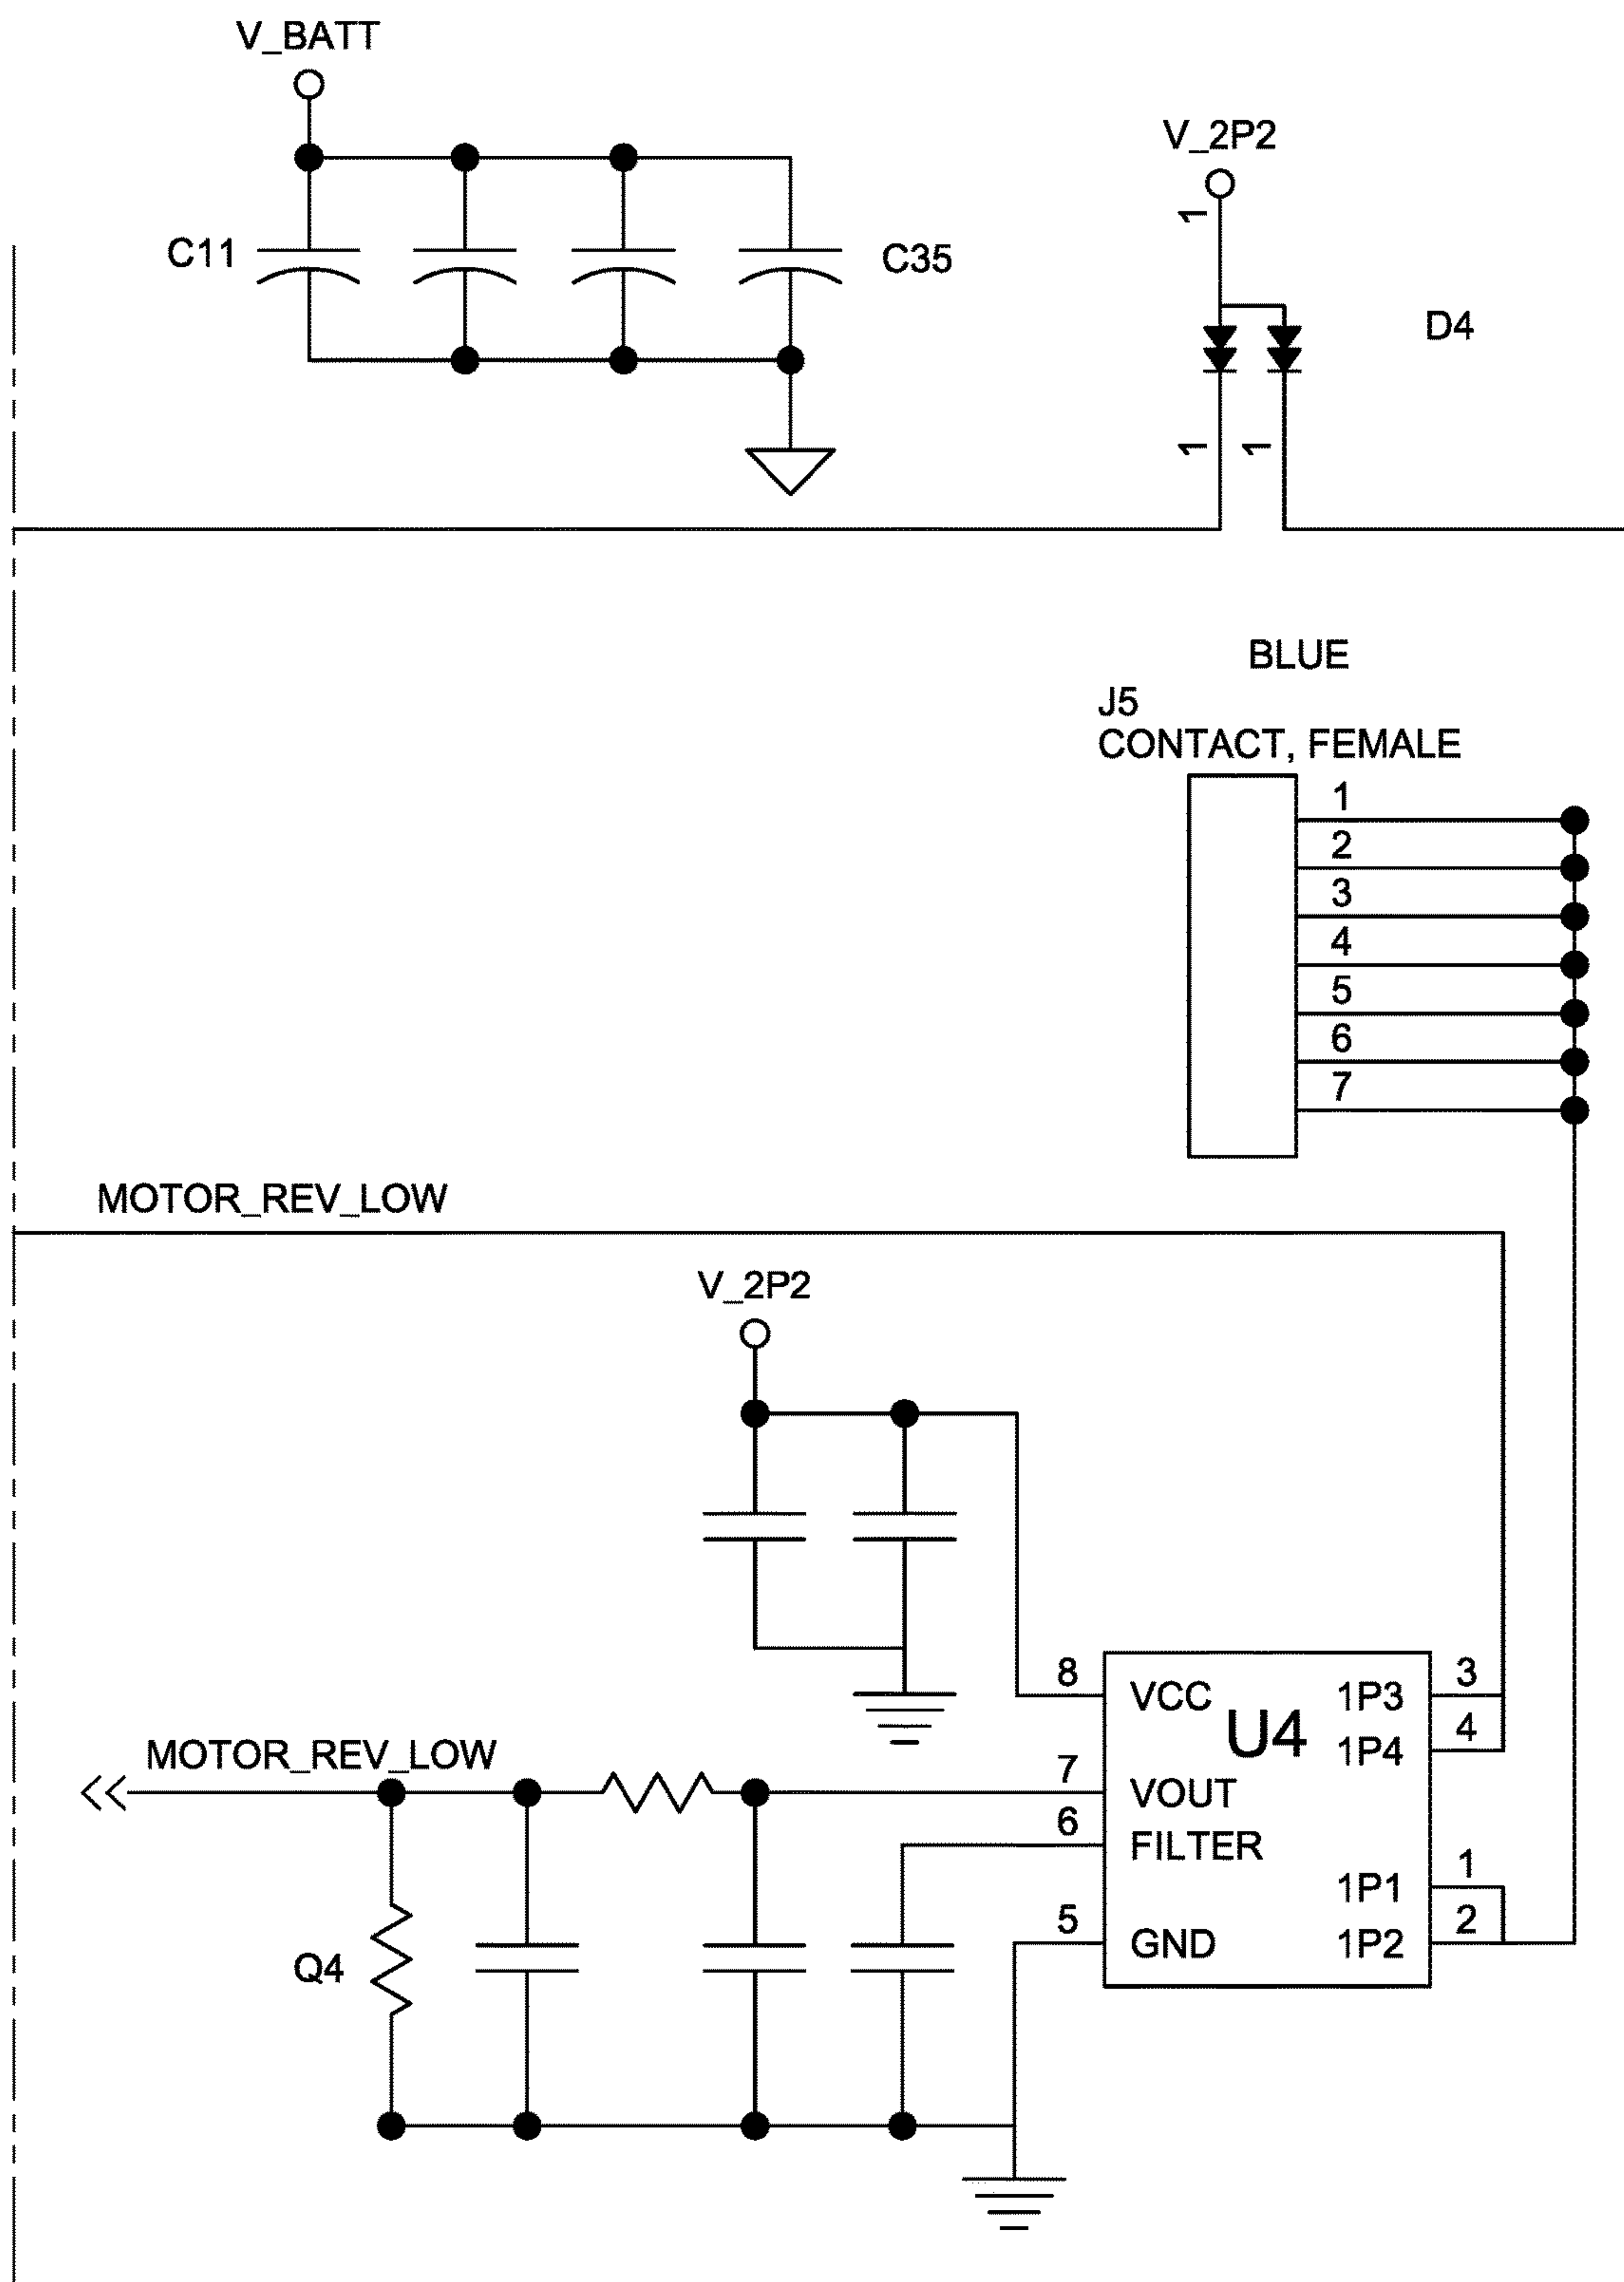 V_BATT
V_2P2
1
C11
C35
D4
1
1
BLUE
J5
CONTACT, FEMALE
1
2
3
4
5
6
7
MOTOR_REV_LOW
V_2P2
8
VCC
U4
1P3
3
4
1P4
MOTOR_REV_LOW
7
VOUT
6
FILTER
1
1P1
5
GND
1P2
2
Q4